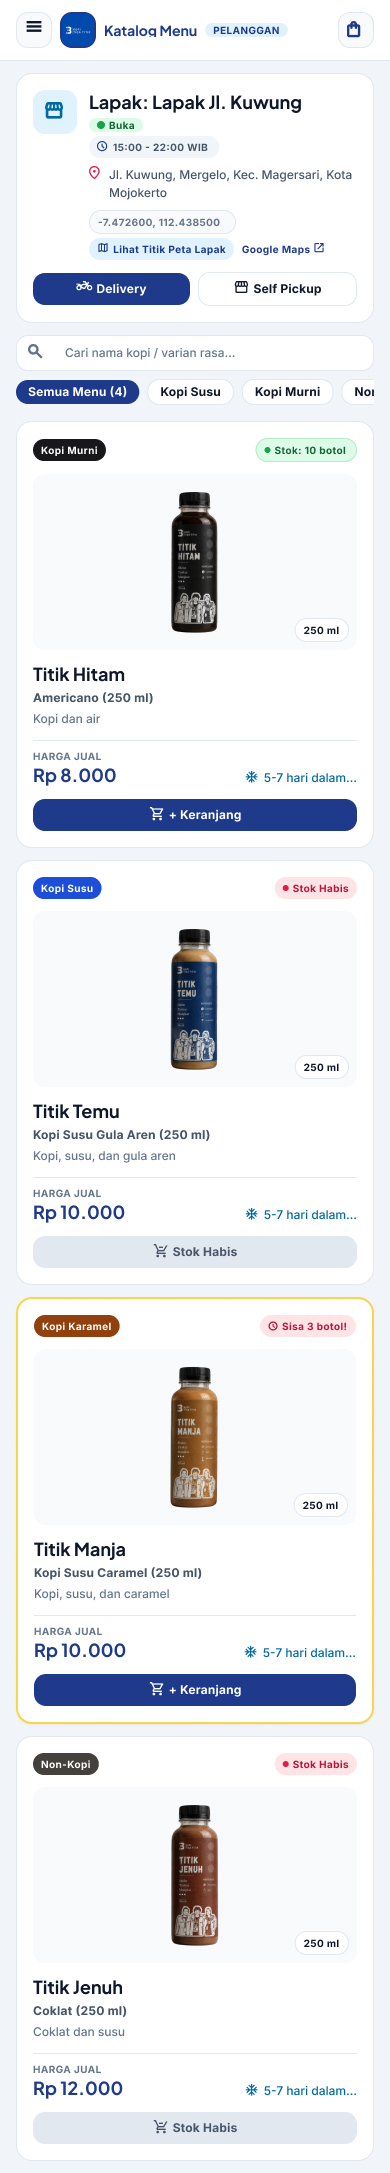 Katalog Menu
PELANGGAN
Lapak: Lapak Jl. Kuwung
Buka
15:00 - 22:00 WIB
Jl. Kuwung, Mergelo, Kec. Magersari, Kota
Mojokerto
-7.472600, 112.438500
Lihat Titik Peta Lapak
Google Maps
Delivery
Self Pickup
Cari nama kopi / varian rasa...
Semua Menu (4)
Kopi Susu
Kopi Murni
Kopi Murni
Stok: 10 botol
TITIK
HITAM
250 ml
Titik Hitam
Americano (250 ml)
Kopi dan air
HARGA JUAL
Rp 8.000
5-7 hari dalam...
+ Keranjang
Kopi Susu
Stok Habis
TITIK
TEMU
250 ml
Titik Temu
Kopi Susu Gula Aren (250 ml)
Kopi, susu, dan gula aren
HARGA JUAL
Rp 10.000
5-7 hari dalam...
Stok Habis
Kopi Karamel
Sisa 3 botol!
TITIK
MANJA
250 ml
Titik Manja
Kopi Susu Caramel (250 ml)
Kopi, susu, dan caramel
HARGA JUAL
Rp 10.000
5-7 hari dalam...
+ Keranjang
Non-Kopi
Stok Habis
TITIK
JENUH
250 ml
Titik Jenuh
Coklat (250 ml)
Coklat dan susu
HARGA JUAL
Rp 12.000
5-7 hari dalam...
Stok Habis